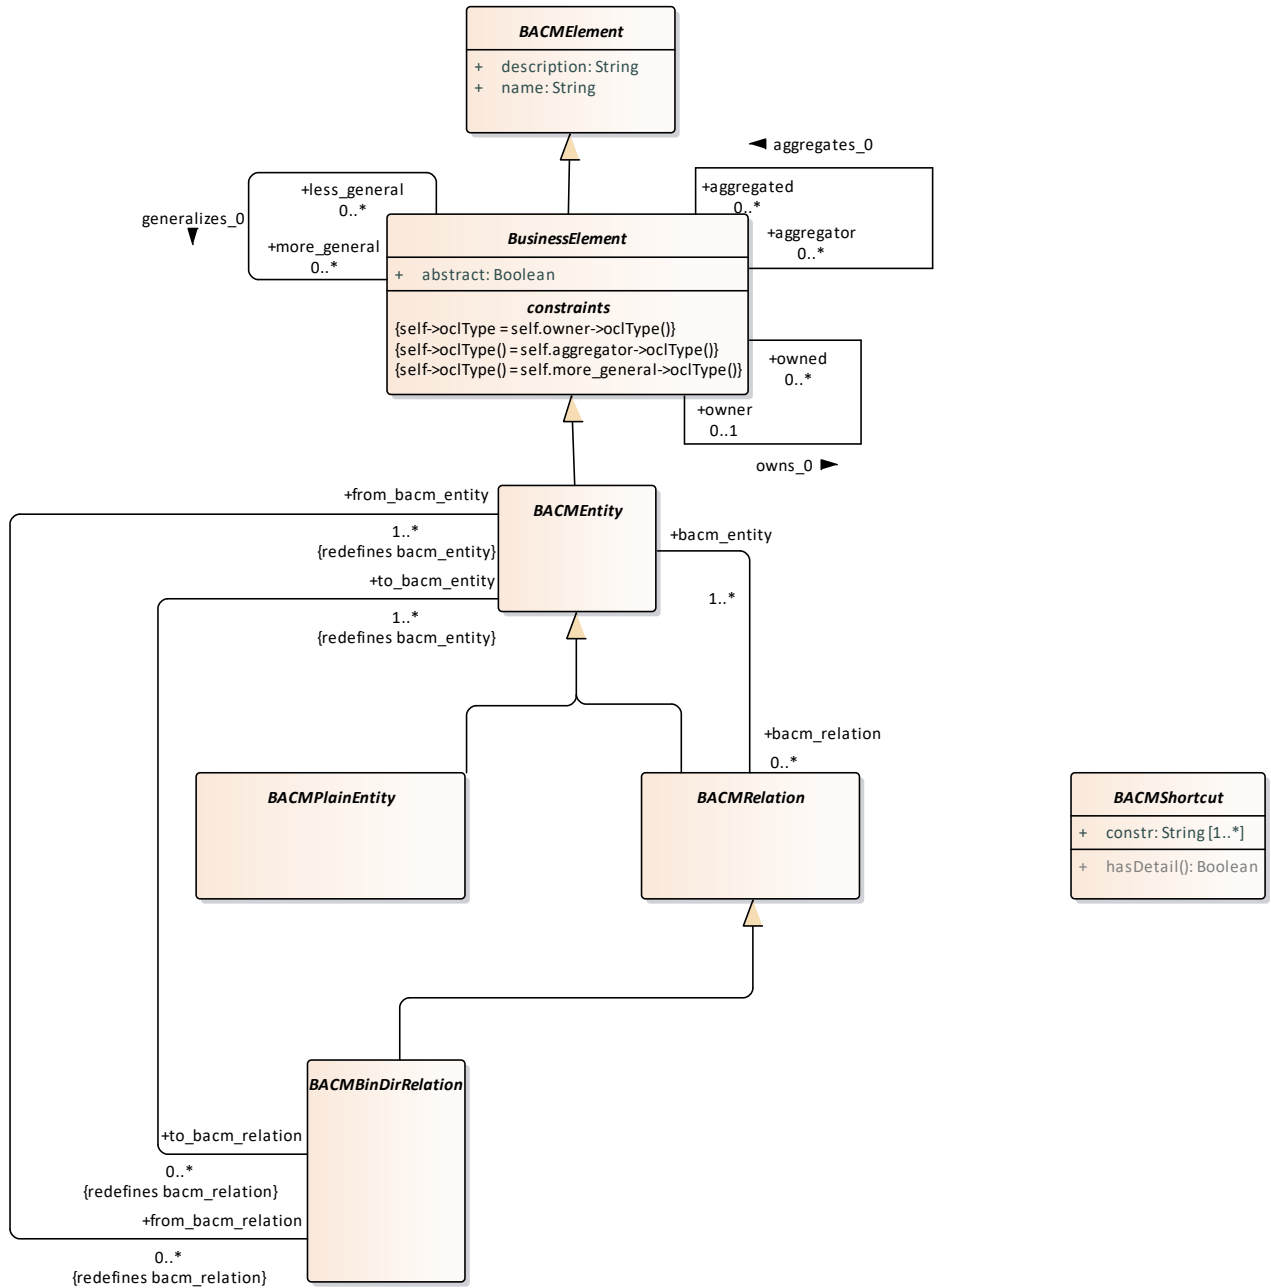 BACMElement
+ description: String
+ name: String
aggregates_0
+less_general
0..*
+aggregated
0..*
generalizes_0
+more_general
0..*
+aggregator
0..*
BusinessElement
+ abstract: Boolean
constraints
{self->oclType = self.owner->oclType()}
{self->oclType() = self.aggregator->oclType()}
{self->oclType() = self.more_general->oclType()}
+owned
0..*
+owner
0..1
owns_0
+from_bacm_entity
1..*
{redefines bacm_entity}
BACMEntity
+bacm_entity
1..*
+to_bacm_entity
1..*
{redefines bacm_entity}
+bacm_relation
0..*
BACMPlainEntity
BACMRelation
BACMShortcut
+ constr: String [1..*]
+ hasDetail(): Boolean
BACMBinDirRelation
+to_bacm_relation
0..*
{redefines bacm_relation}
+from_bacm_relation
0..*
{redefines bacm_relation}